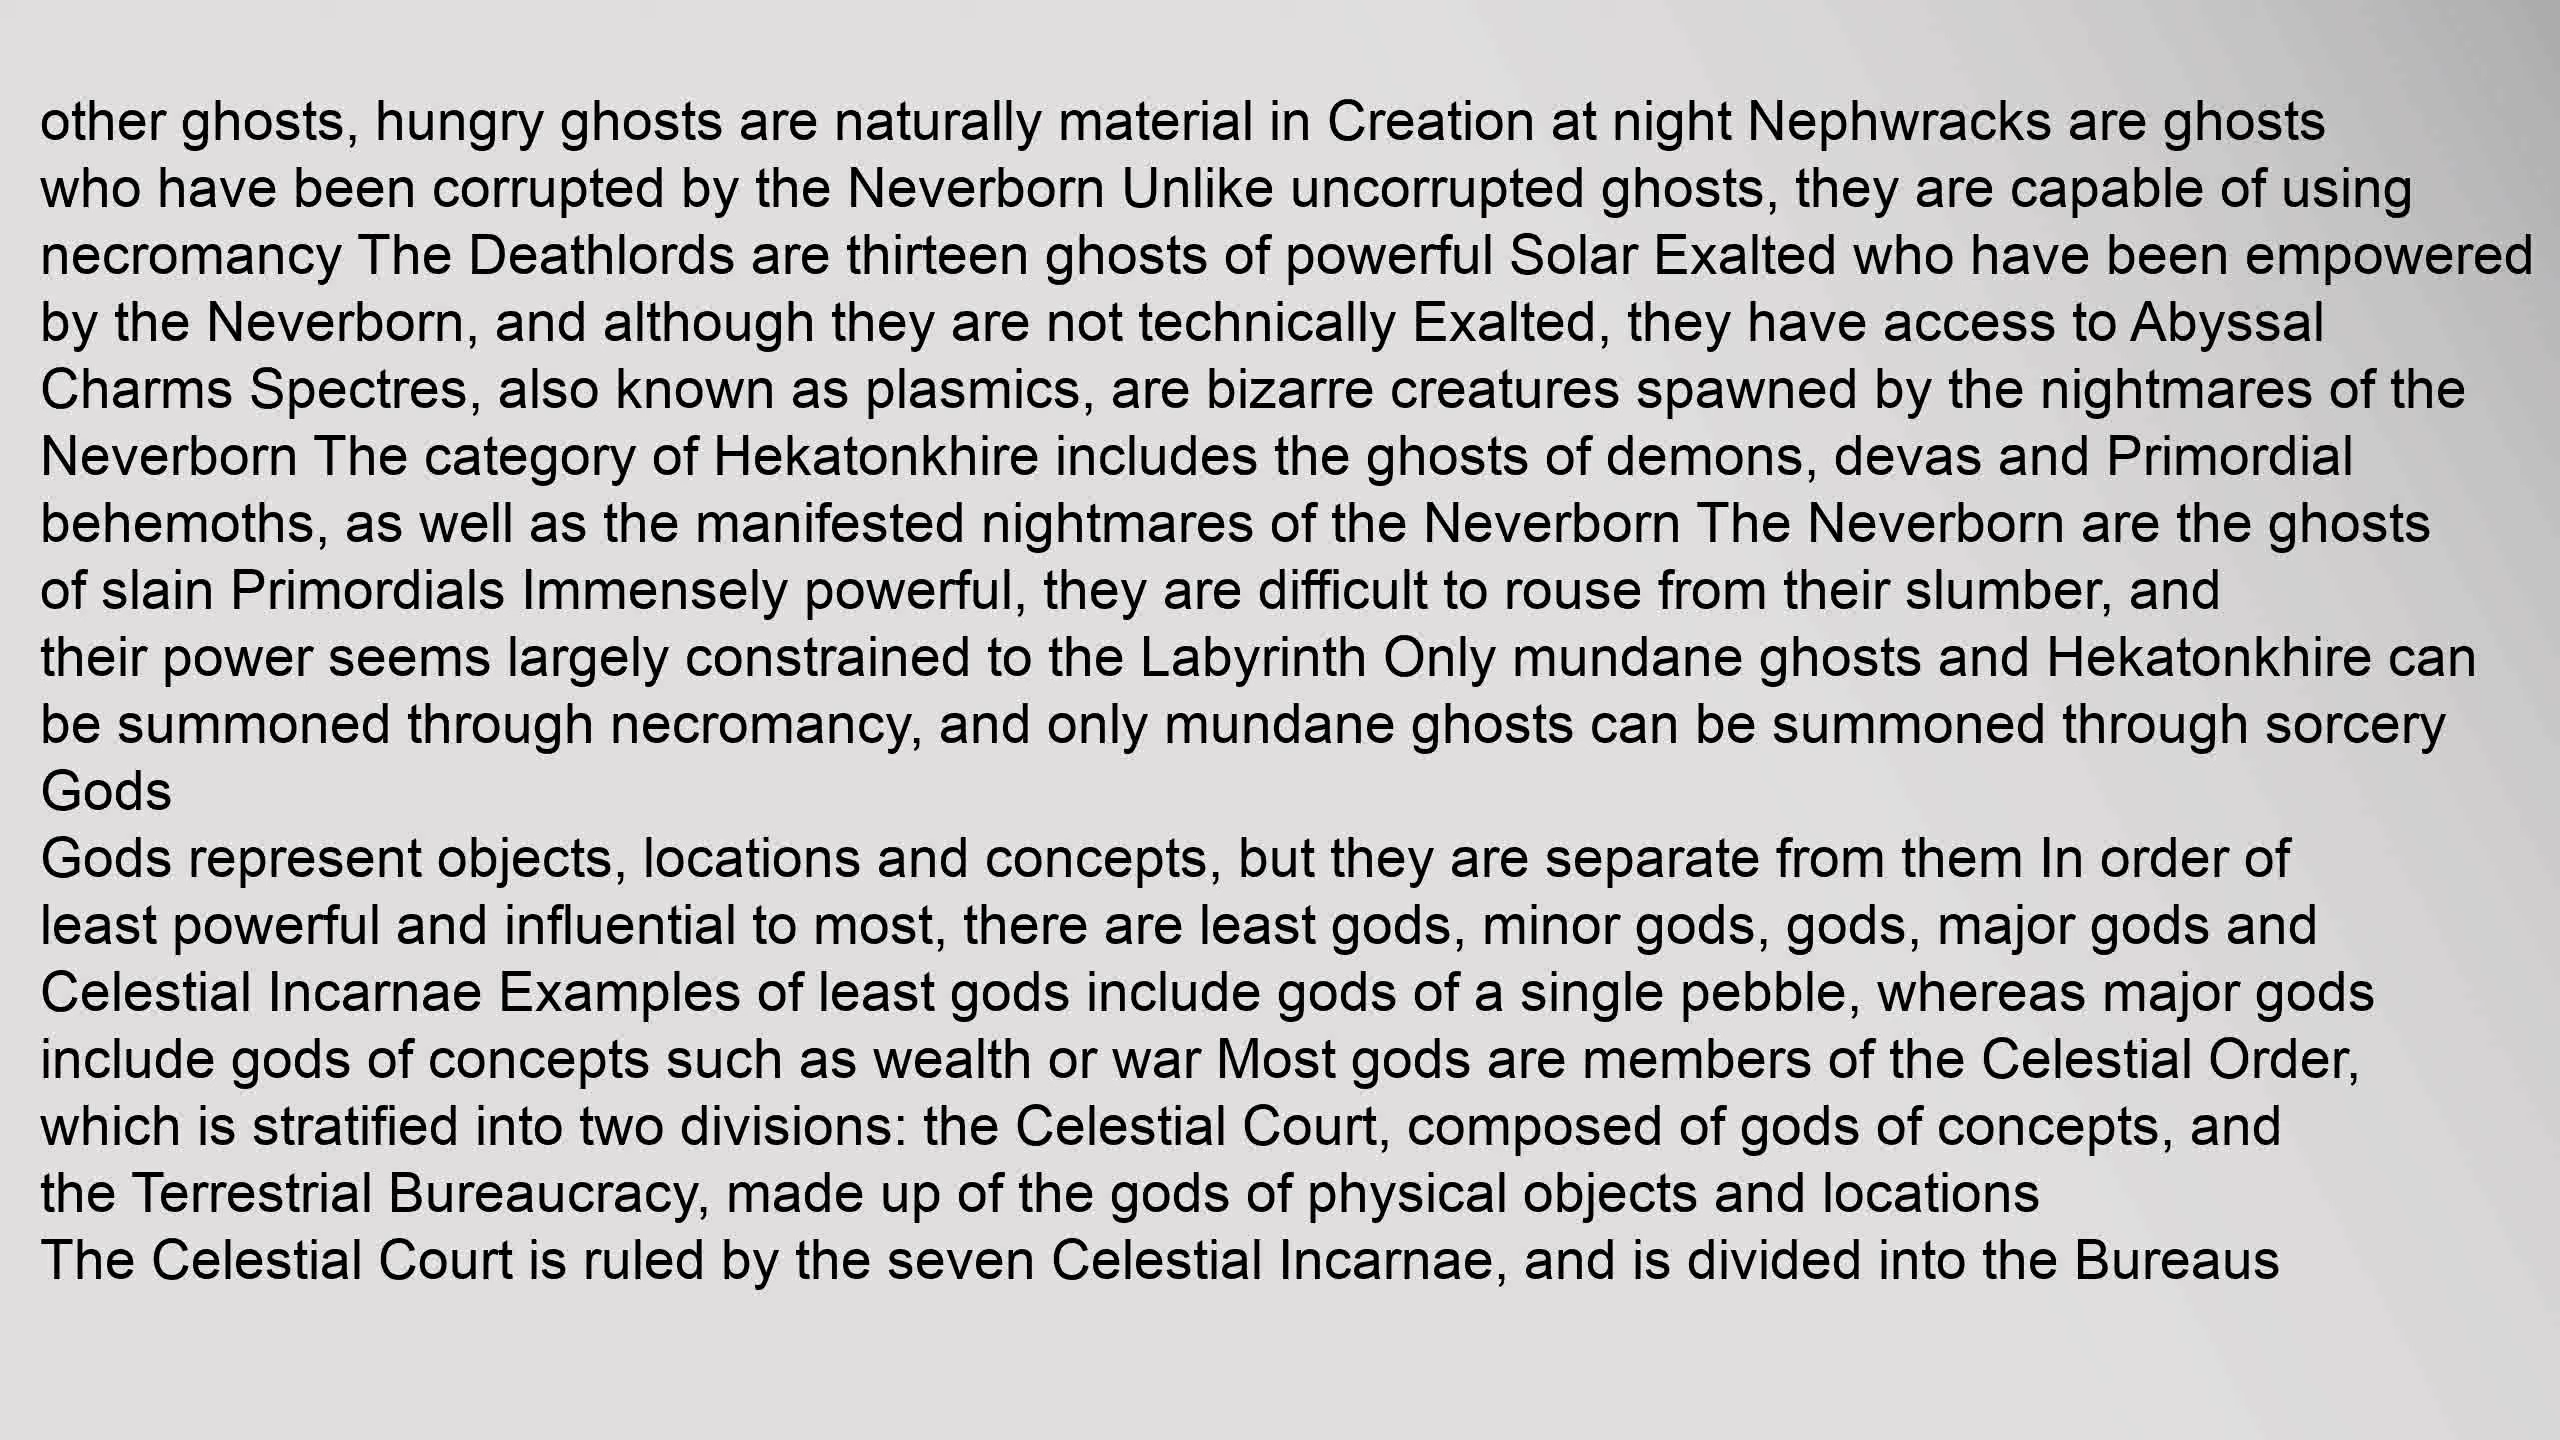 other ghosts, hungry ghosts are naturally material in Creation at night Nephwracks are ghosts
who have been corrupted by the Neverborn Unlike uncorrupted ghosts, they are capable of using
necromancy The Deathlords are thirteen ghosts of powerful Solar Exalted who have been empowered
by the Neverborn, and although they are not technically Exalted, they have access to Abyssal
Charms Spectres, also known as plasmics, are bizarre creatures spawned by the nightmares of the
Neverborn The category of Hekatonkhire includes the ghosts of demons, devas and Primordial
behemoths, as well as the manifested nightmares of the Neverborn The Neverborn are the ghosts
of slain Primordials Immensely powerful, they are difficult to rouse from their slumber, and
their power seems largely constrained to the Labyrinth Only mundane ghosts and Hekatonkhire can
be summoned through necromancy, and only mundane ghosts can be summoned through sorcery
Gods
Gods represent objects, locations and concepts, but they are separate from them In order of
least powerful and influential to most, there are least gods, minor gods, gods, major gods and
Celestial Incarnae Examples of least gods include gods of a single pebble, whereas major gods
include gods of concepts such as wealth or war Most gods are members of the Celestial Order,
which is stratified into two divisions: the Celestial Court, composed of gods of concepts, and
the Terrestrial Bureaucracy, made up of the gods of physical objects and locations
The Celestial Court is ruled by the seven Celestial Incarnae, and is divided into the Bureaus